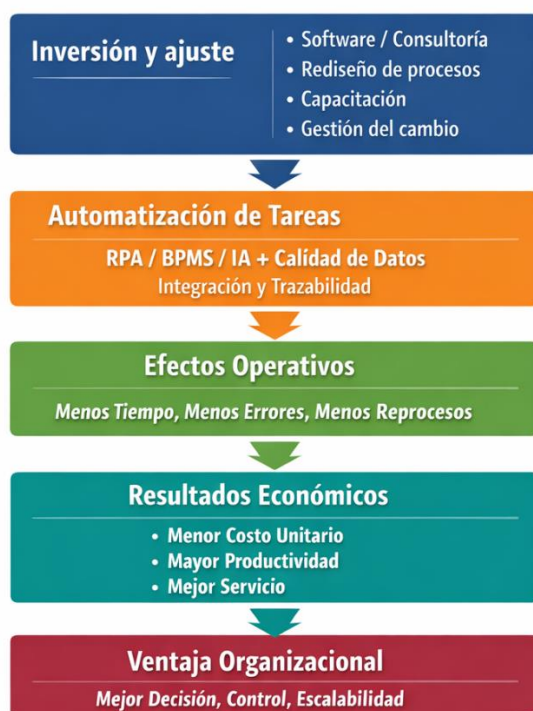 Inversión y ajuste
• Software / Consultoría
• Rediseño de procesos
• Capacitación
• Gestión del cambio
Automatización de Tareas
RPA / BPMS / IA + Calídad de Datos
Integración y Trazabilidad
Efectos Operativos
Menos Tiempo, Menos Errores, Menos Reprocesos
Resultados Económicos
• Menor Costo Unitario
• Mayor Productividad
• Mejor Servicio
Ventaja Organizacional
Mejor Decisión, Control, Escalabilidad